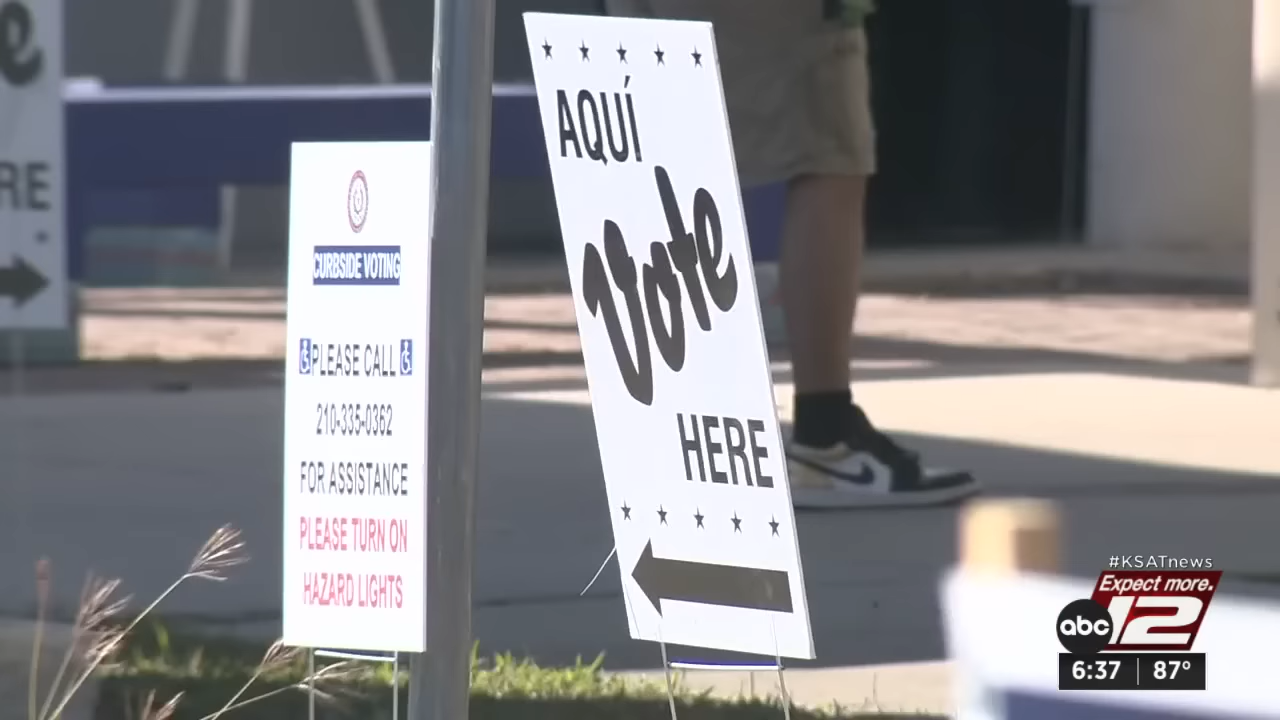 e
RE
CURBSIDE VOTING
PLEASE CALL
210-335-0362
FOR ASSISTANCE
PLEASE TURN ON
HAZARD LIGHTS
AQUÍ
Vote
HERE
#KSATnews
Expect more.
abc 12
6:37 87°